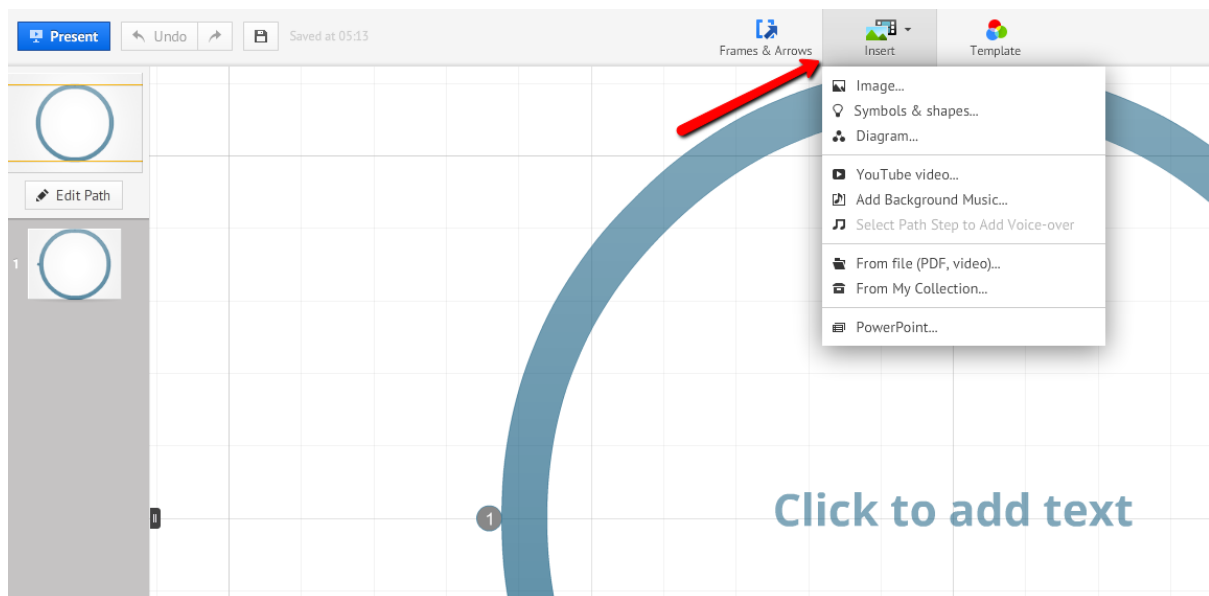 Present
Undo
Saved at 05:13
Frames & Arrows
Insert
Template
Image...
Symbols & shapes...
Diagram...
YouTube video...
Add Background Music...
Select Path Step to Add Voice-over
From file (PDF, video)...
From My Collection...
PowerPoint...
Edit Path
1
1
Click to add text